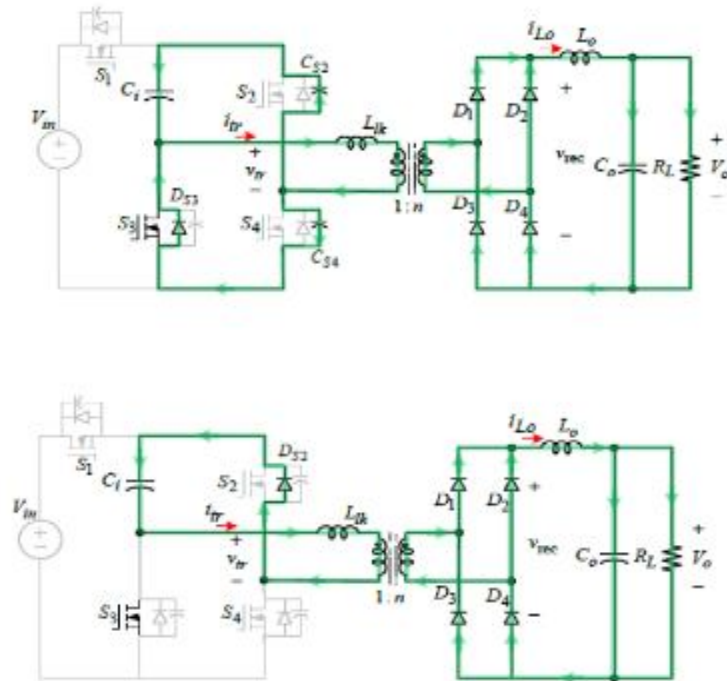 S1
Ci
Vin
S2
CS2
itr
+
vtr
−
Llk
DS3
S3
S4
CS4
1:n
iLo
Lo
D1
D2
+
vrec
Co
RL
+
Vo
−
D3
D4
−
S1
Ci
Vin
S2
DS2
itr
+
vtr
−
Llk
S3
S4
1:n
iLo
Lo
D1
D2
+
vrec
Co
RL
+
Vo
−
D3
D4
−